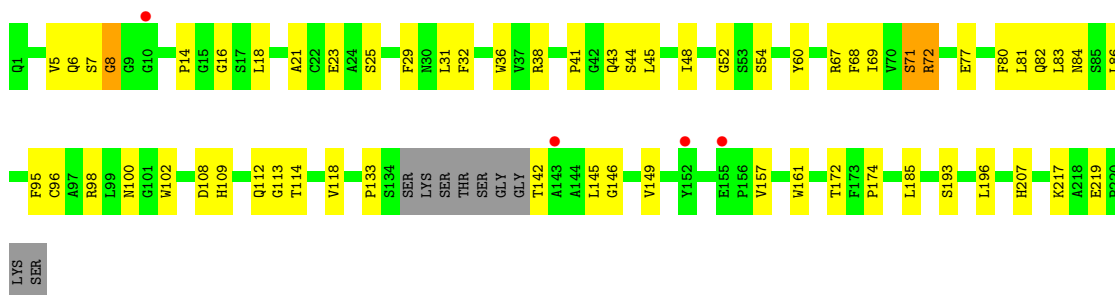 Q1 V5 Q6 S7 G8 G9 G10 P14 G15 G16 S17 L18 A21 C22 E23 A24 S25 F29 N30 L31 F32 W36 V37 R38 P41 G42 Q43 S44 L45 I48 G52 S53 S54 Y60 R67 F68 I69 V70 S71 R72 E77 F80 L81 Q82 L83 N84 S85
F95 C96 A97 R98 L99 N100 G101 W102 D108 H109 Q112 G113 T114 V118 P133 S134 SER LYS SER THR SER GLY GLY T142 A143 A144 L145 G146 V149 Y152 E155 P156 V157 W161 T172 F173 P174 L185 S193 L196 H207 K217 A218 E219
LYS SER